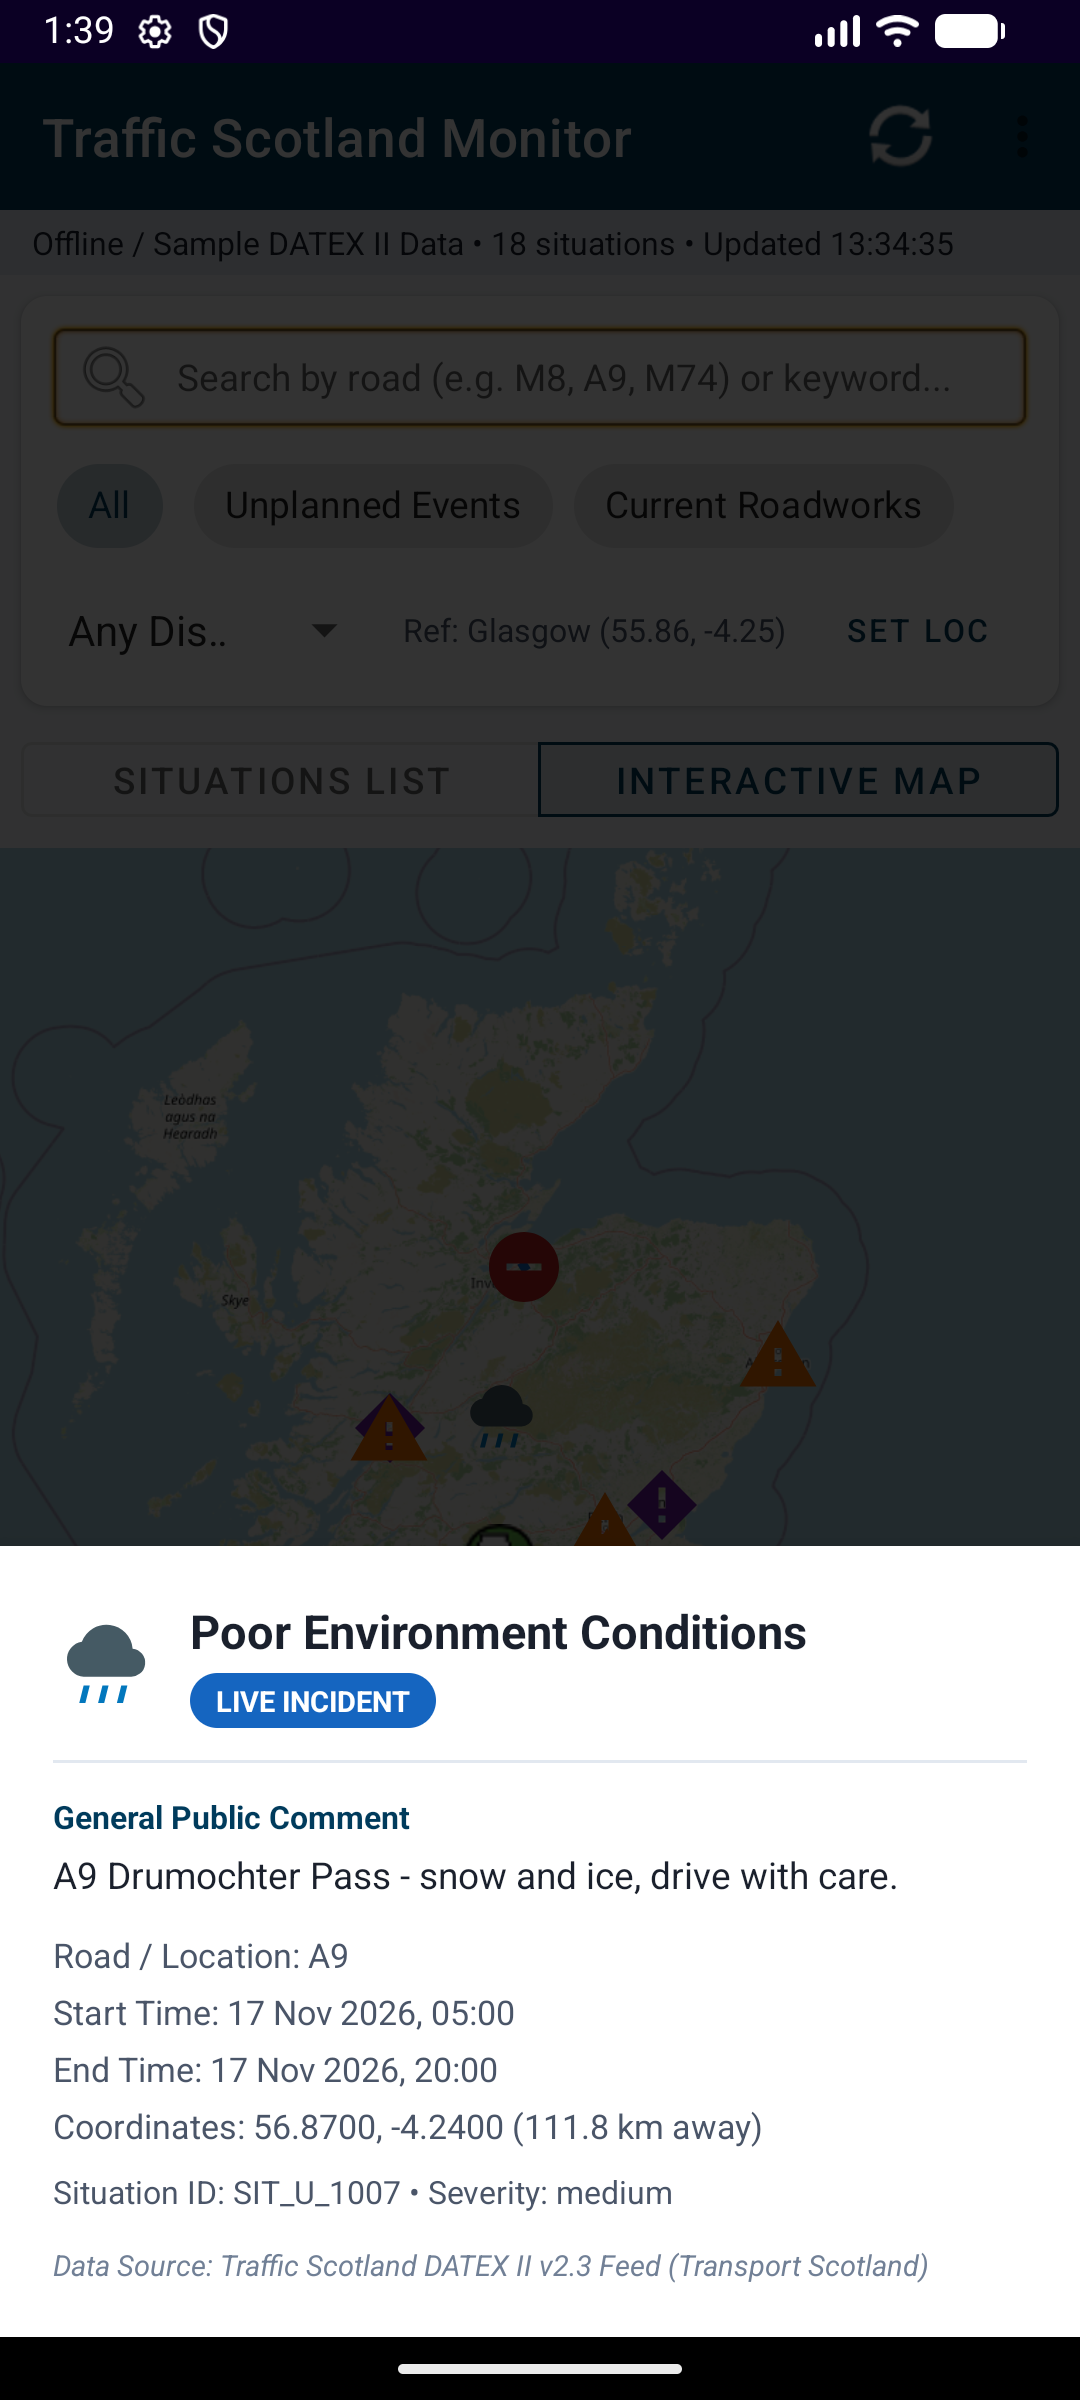 1:39
Traffic Scotland Monitor
Offline / Sample DATEX II Data • 18 situations • Updated 13:34:35
Search by road (e.g. M8, A9, M74) or keyword...
All
Unplanned Events
Current Roadworks
Any Dis..
Ref: Glasgow (55.86, -4.25)
SET LOC
SITUATIONS LIST
INTERACTIVE MAP
Leòdhas
agus na
Hearadh
Skye
Poor Environment Conditions
LIVE INCIDENT
General Public Comment
A9 Drumochter Pass - snow and ice, drive with care.
Road / Location: A9
Start Time: 17 Nov 2026, 05:00
End Time: 17 Nov 2026, 20:00
Coordinates: 56.8700, -4.2400 (111.8 km away)
Situation ID: SIT_U_1007 • Severity: medium
Data Source: Traffic Scotland DATEX II v2.3 Feed (Transport Scotland)